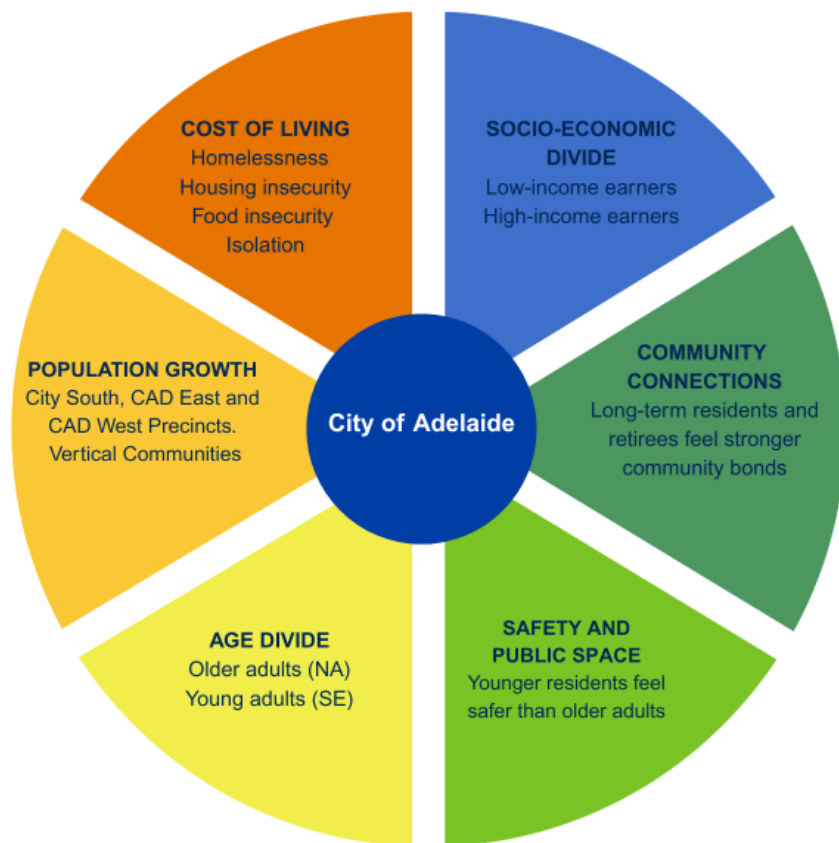 COST OF LIVING
Homelessness
Housing insecurity
Food insecurity
Isolation
SOCIO-ECONOMIC
DIVIDE
Low-income earners
High-income earners
POPULATION GROWTH
City South, CAD East and
CAD West Precincts.
Vertical Communities
City of Adelaide
COMMUNITY
CONNECTIONS
Long-term residents and
retirees feel stronger
community bonds
AGE DIVIDE
Older adults (NA)
Young adults (SE)
SAFETY AND
PUBLIC SPACE
Younger residents feel
safer than older adults